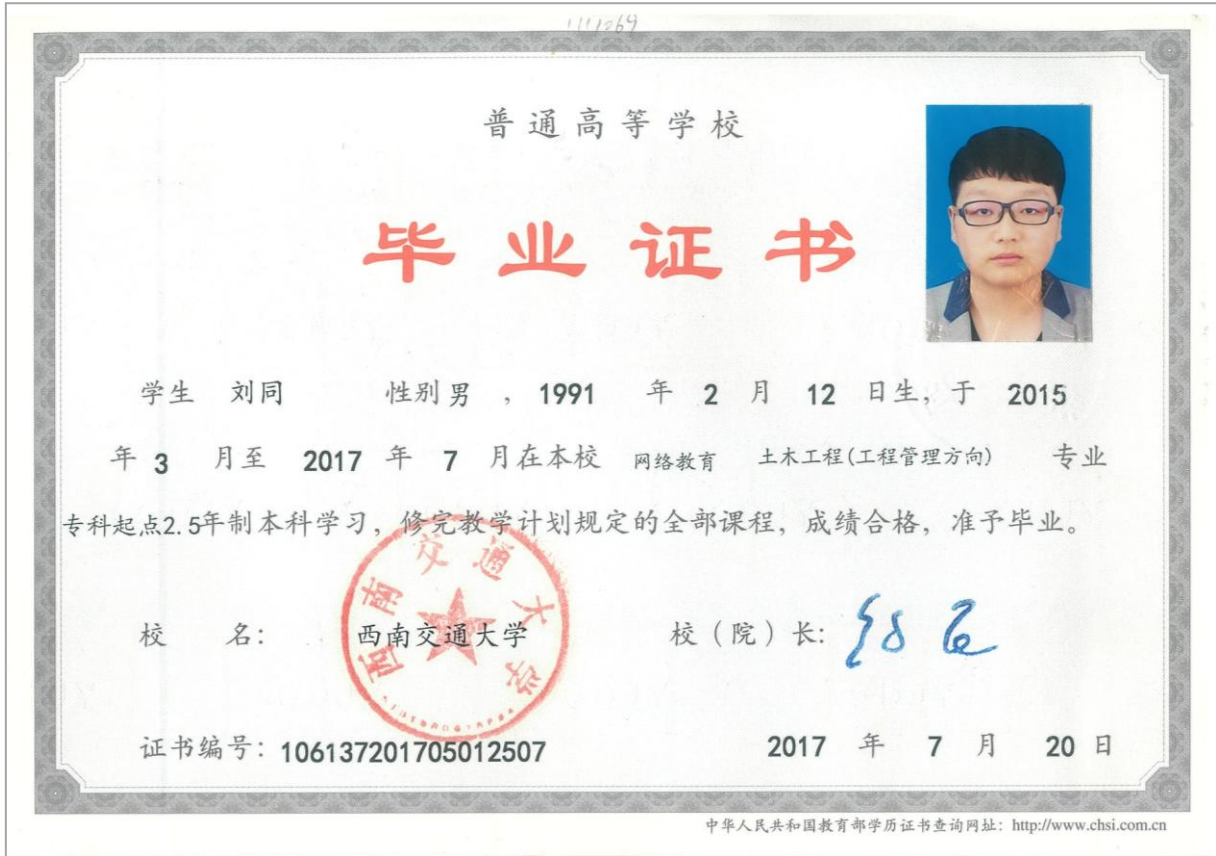 1111269
普通高等学校
毕业证书
学生 刘同 性别 男 , 1991 年 2 月 12 日生, 于 2015
年 3 月至 2017 年 7 月在本校 网络教育 土木工程(工程管理方向) 专业
专科起点2.5年制本科学习, 修完教学计划规定的全部课程, 成绩合格, 准予毕业。
西南交通大学
校 名: 西南交通大学 校(院)长:
证书编号: 106137201705012507 2017 年 7 月 20 日
中华人民共和国教育部学历证书查询网址: http://www.chsi.com.cn